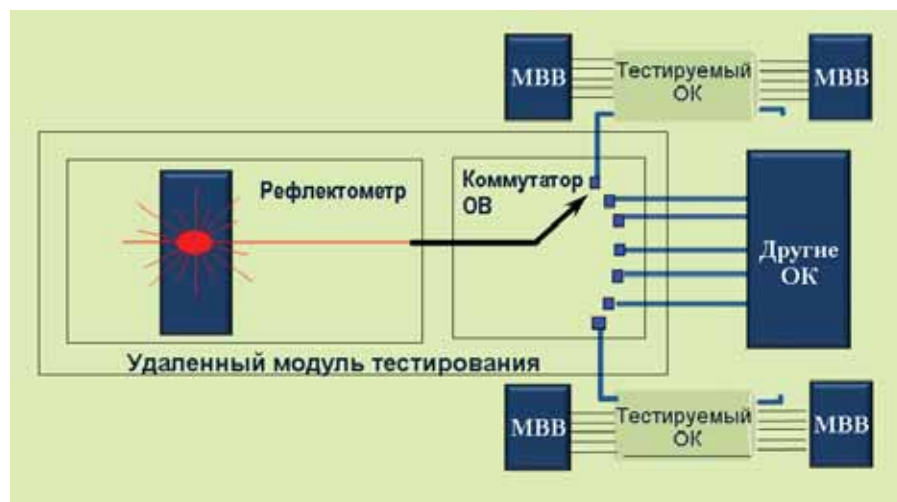 МВВ
Тестируемый
ОК
МВВ
Рефлектометр
Коммутатор
ОВ
Другие
ОК
Удаленный модуль тестирования
МВВ
Тестируемый
ОК
МВВ